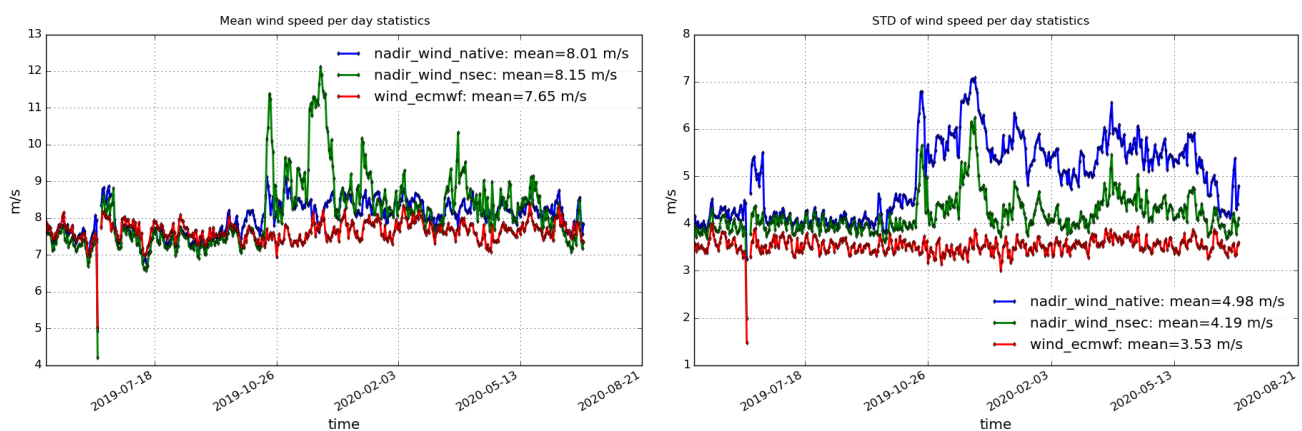 Mean wind speed per day statistics
13
12
11
10
9
8
7
6
5
4
m/s
nadir_wind_native: mean=8.01 m/s
nadir_wind_nsec: mean=8.15 m/s
wind_ecmwf: mean=7.65 m/s
2019-07-18
2019-10-26
2020-02-03
2020-05-13
2020-08-21
time
STD of wind speed per day statistics
8
7
6
5
4
3
2
1
m/s
nadir_wind_native: mean=4.98 m/s
nadir_wind_nsec: mean=4.19 m/s
wind_ecmwf: mean=3.53 m/s
2019-07-18
2019-10-26
2020-02-03
2020-05-13
2020-08-21
time